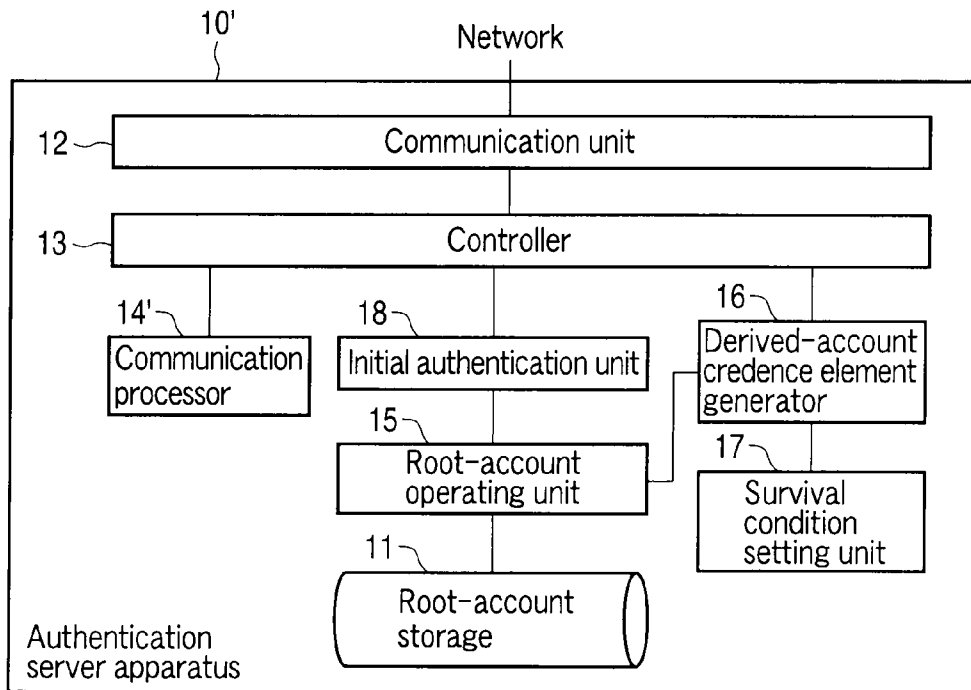 10'
Network
12
Communication unit
13
Controller
14'
Communication
processor
18
Initial authentication unit
16
Derived-account
credence element
generator
15
Root-account
operating unit
17
Survival
condition
setting unit
11
Root-account
storage
Authentication
server apparatus